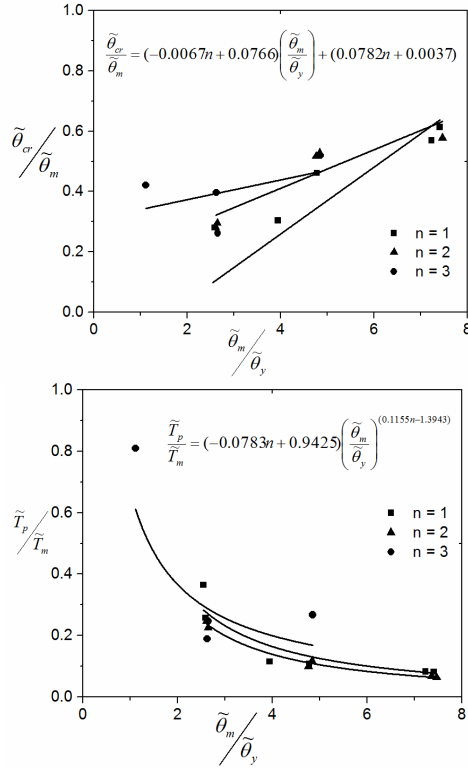 1.0
θ̃cr/θ̃m = (−0.0067n + 0.0766)(θ̃m/θ̃y) + (0.0782n + 0.0037)
0.8
θ̃cr/θ̃m
0.6
0.4
n = 1
n = 2
0.2
n = 3
0.0
0 2 4 6 8
θ̃m/θ̃y
1.0
T̃p/T̃m = (−0.0783n + 0.9425)(θ̃m/θ̃y)^(0.1155n−1.3943)
0.8
T̃p/T̃m
0.6
n = 1
n = 2
n = 3
0.4
0.2
0.0
0 2 4 6 8
θ̃m/θ̃y